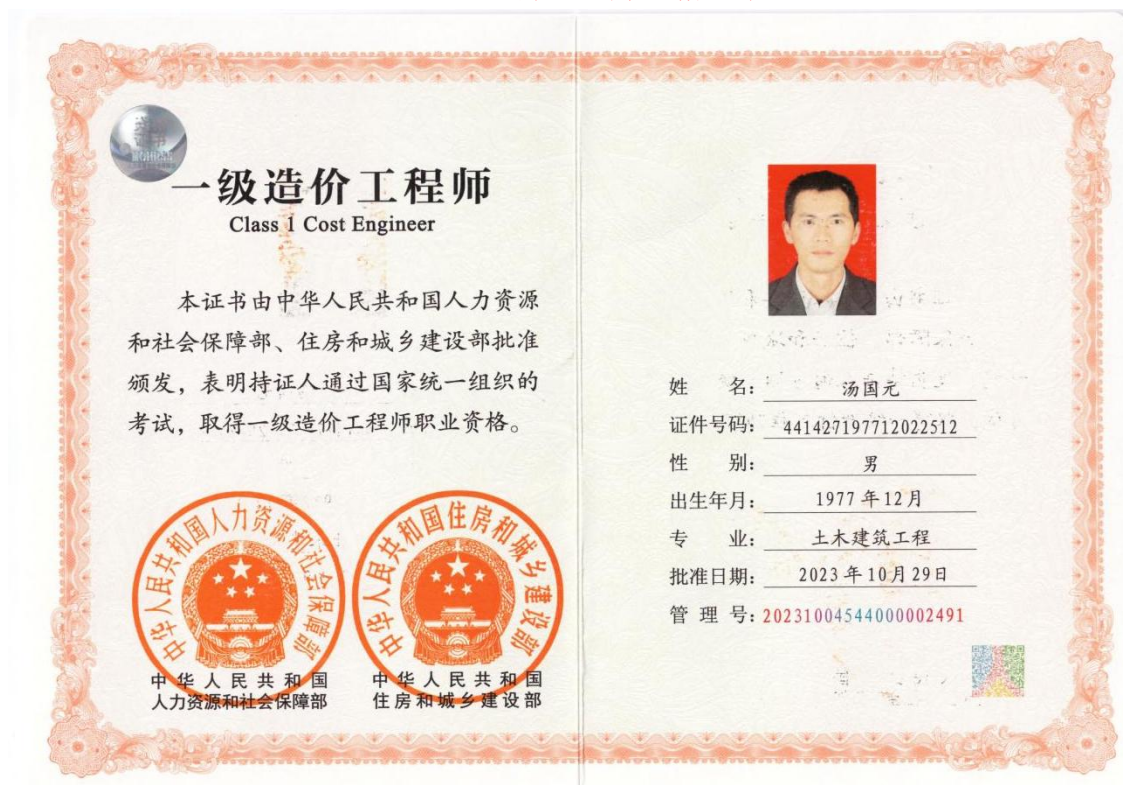 一级造价工程师
Class 1 Cost Engineer
本证书由中华人民共和国人力资源
和社会保障部、住房和城乡建设部批准
颁发，表明持证人通过国家统一组织的
考试，取得一级造价工程师职业资格。
中华人民共和国人力资源和社会保障部
中华人民共和国住房和城乡建设部
中华人民共和国
人力资源和社会保障部
中华人民共和国
住房和城乡建设部
姓 名： 汤国元
证件号码： 441427197712022512
性 别： 男
出生年月： 1977年12月
专 业： 土木建筑工程
批准日期： 2023年10月29日
管 理 号：20231004544000002491